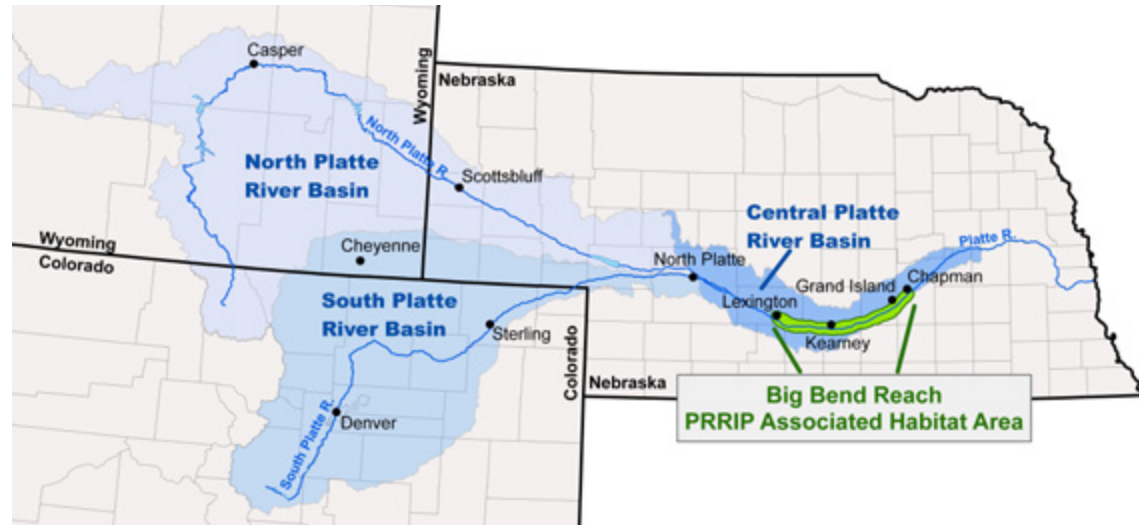 Casper
Wyoming
Nebraska
North Platte R.
North Platte
River Basin
Scottsbluff
Central Platte
River Basin
Platte R.
Wyoming
Colorado
Cheyenne
North Platte
Chapman
Grand Island
Lexington
South Platte
River Basin
Sterling
Kearney
Colorado
Nebraska
Big Bend Reach
PRRIP Associated Habitat Area
Denver
South Platte R.